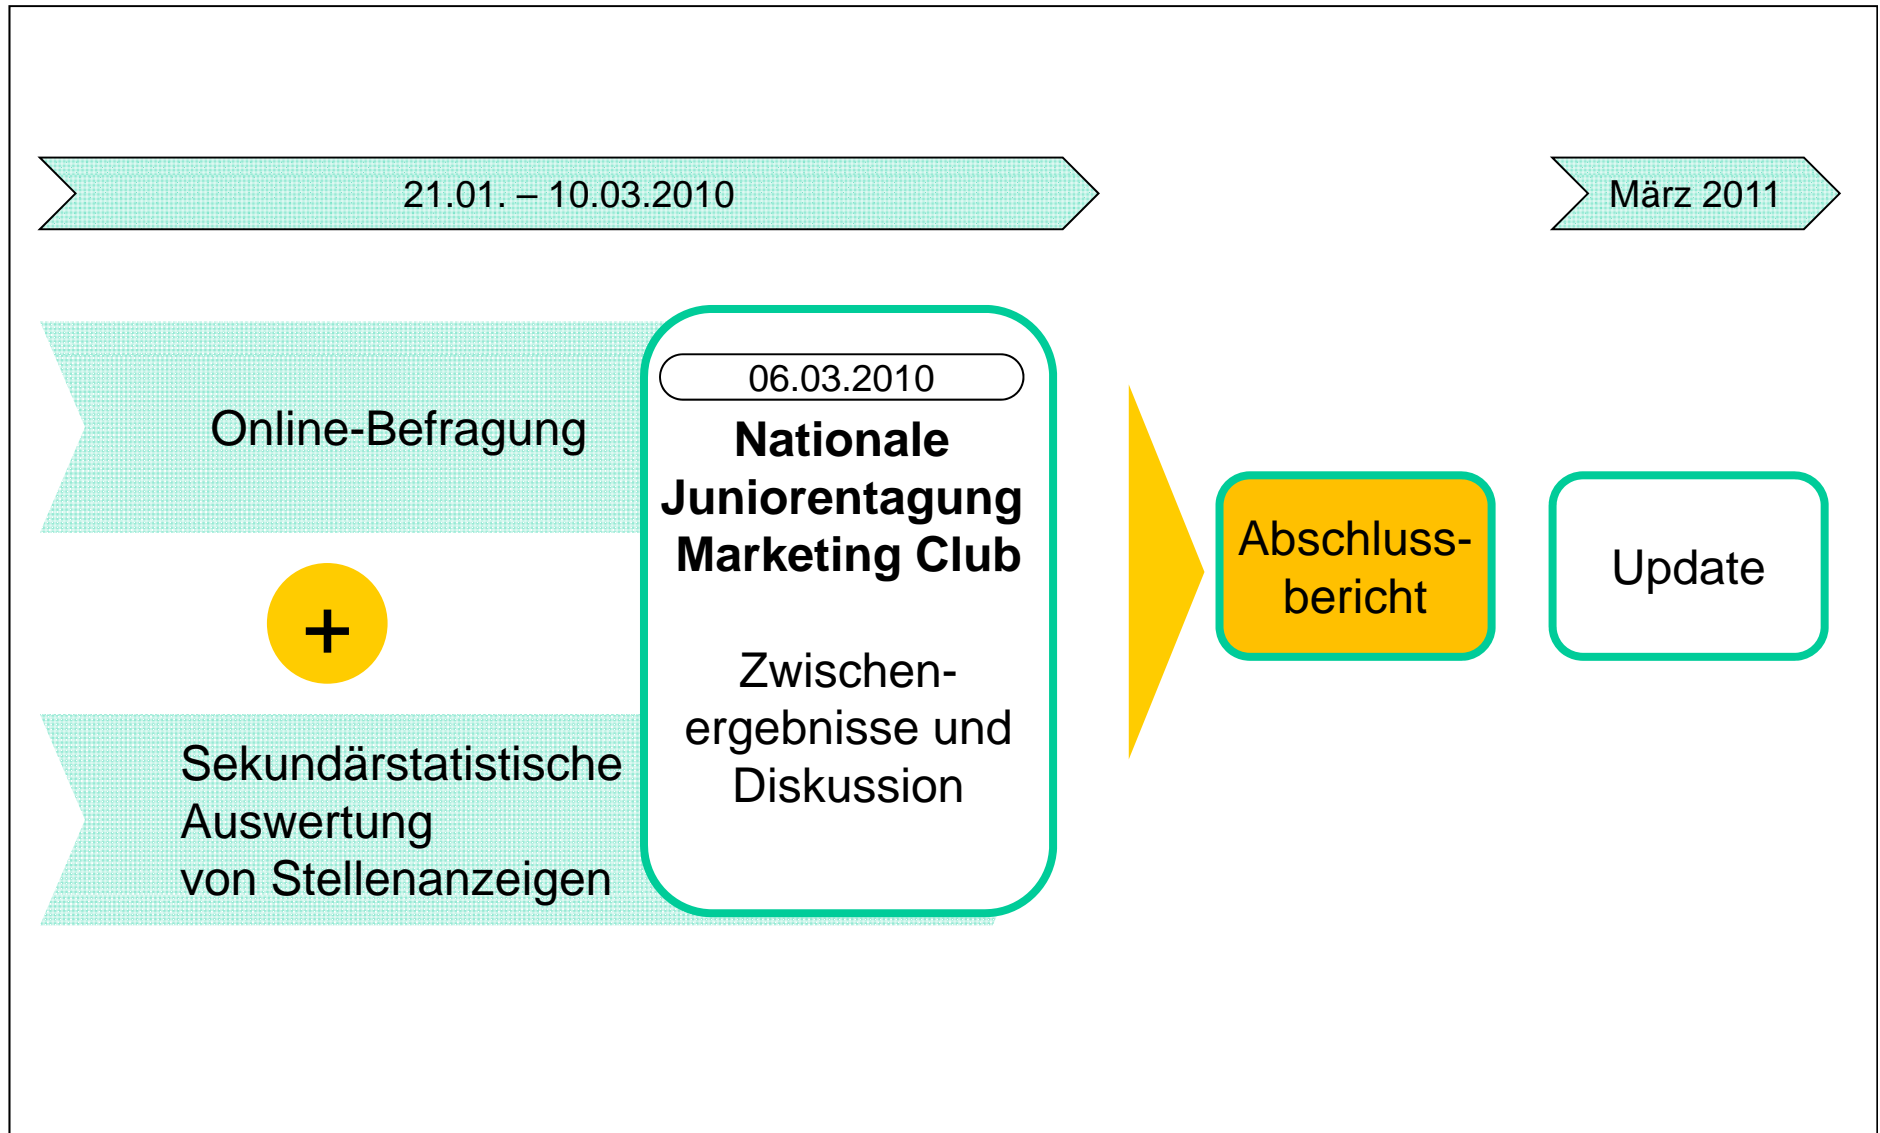 21.01. – 10.03.2010
März 2011
Online-Befragung
+
Sekundärstatistische
Auswertung
von Stellenanzeigen
06.03.2010
Nationale
Juniorentagung
Marketing Club
Zwischen-
ergebnisse und
Diskussion
Abschluss-
bericht
Update